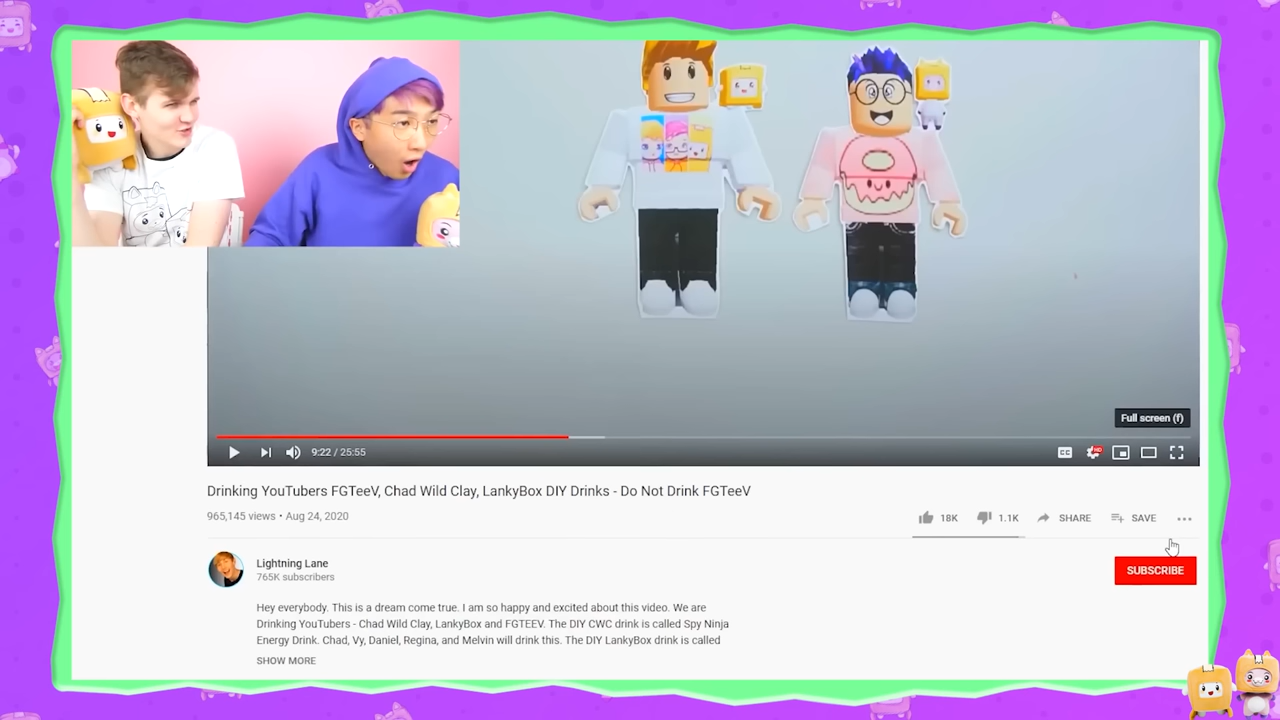 Full screen (f)
9:22 / 25:55
CC
HD
Drinking YouTubers FGTeeV, Chad Wild Clay, LankyBox DIY Drinks - Do Not Drink FGTeeV
965,145 views • Aug 24, 2020
18K
1.1K
SHARE
SAVE
Lightning Lane
765K subscribers
SUBSCRIBE
Hey everybody. This is a dream come true. I am so happy and excited about this video. We are
Drinking YouTubers - Chad Wild Clay, LankyBox and FGTEEV. The DIY CWC drink is called Spy Ninja
Energy Drink. Chad, Vy, Daniel, Regina, and Melvin will drink this. The DIY LankyBox drink is called
SHOW MORE